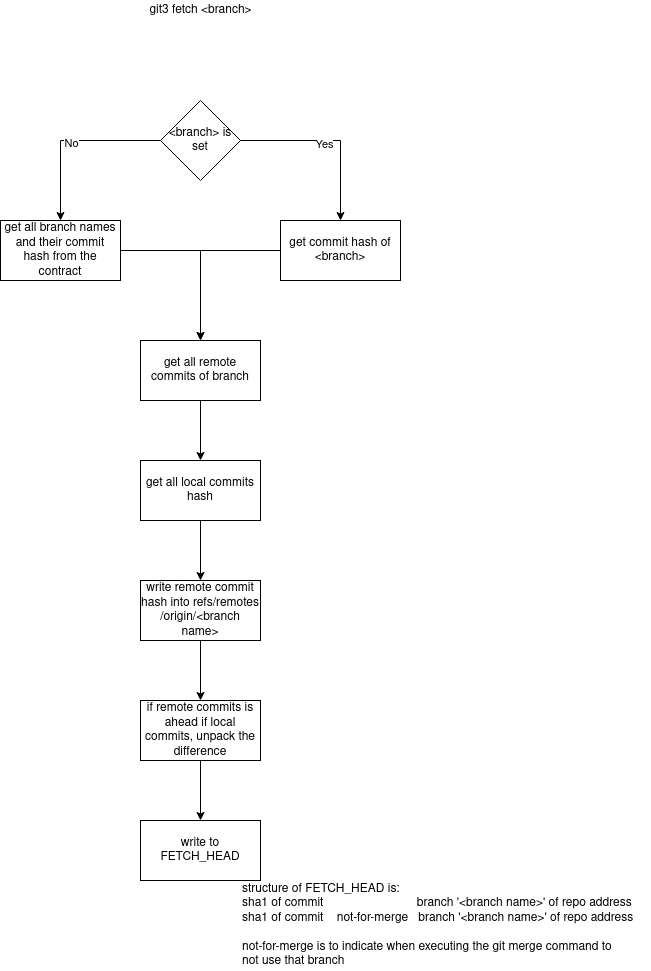 git3 fetch <branch>
<branch> is
set
No
Yes
get all branch names
and their commit
hash from the
contract
get commit hash of
<branch>
get all remote
commits of branch
get all local commits
hash
write remote commit
hash into refs/remotes
/origin/<branch
name>
if remote commits is
ahead if local
commits, unpack the
difference
write to
FETCH_HEAD
structure of FETCH_HEAD is:
sha1 of commit branch '<branch name>' of repo address
sha1 of commit not-for-merge branch '<branch name>' of repo address
not-for-merge is to indicate when executing the git merge command to
not use that branch